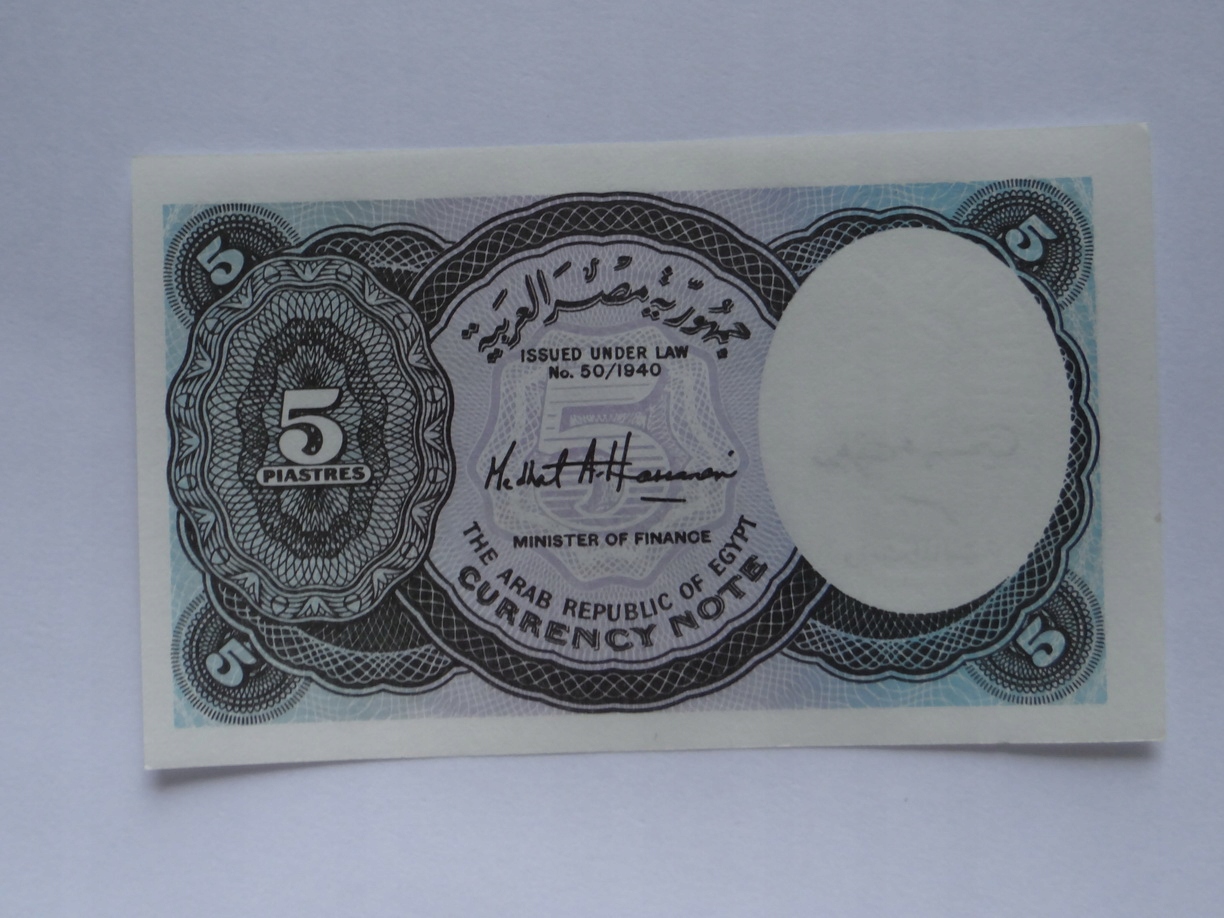 5
5
جمهورية مصر العربية
ISSUED UNDER LAW
No. 50/1940
5
5
PIASTRES
Medhat A. Hassanein
MINISTER OF FINANCE
THE ARAB REPUBLIC OF EGYPT
CURRENCY NOTE
5
5